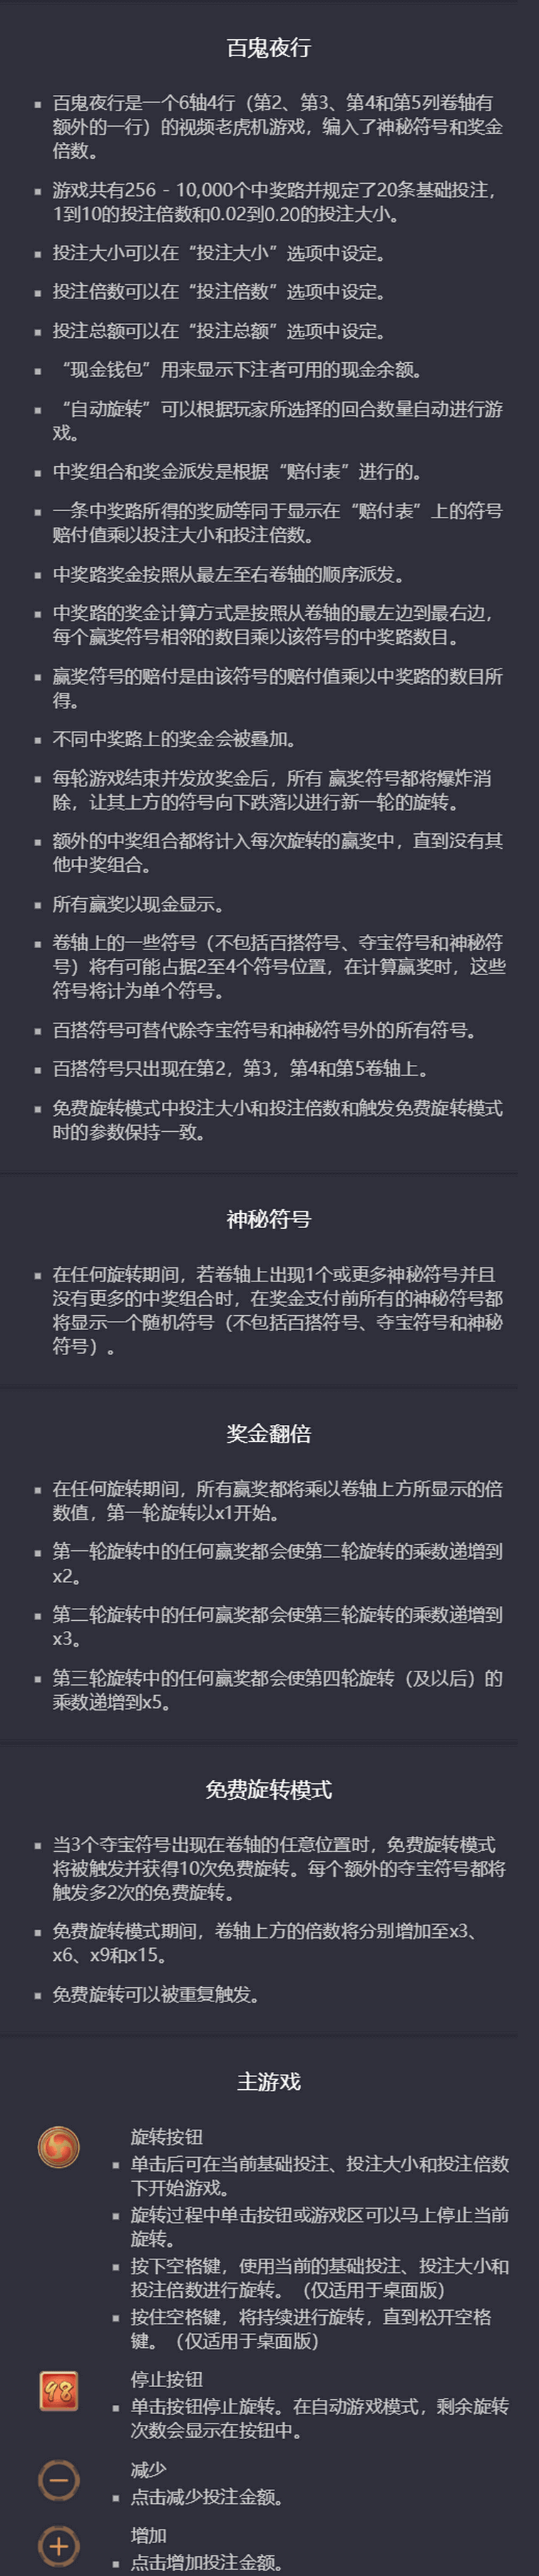 百鬼夜行
百鬼夜行是一个6轴4行（第2、第3、第4和第5列卷轴有
额外的一行）的视频老虎机游戏，编入了神秘符号和奖金
倍数。
游戏共有256 - 10,000个中奖路并规定了20条基础投注，
1到10的投注倍数和0.02到0.20的投注大小。
投注大小可以在“投注大小”选项中设定。
投注倍数可以在“投注倍数”选项中设定。
投注总额可以在“投注总额”选项中设定。
“现金钱包”用来显示下注者可用的现金余额。
“自动旋转”可以根据玩家所选择的回合数量自动进行游
戏。
中奖组合和奖金派发是根据“赔付表”进行的。
一条中奖路所得的奖励等同于显示在“赔付表”上的符号
赔付值乘以投注大小和投注倍数。
中奖路奖金按照从最左至右卷轴的顺序派发。
中奖路的奖金计算方式是按照从卷轴的最左边到最右边，
每个赢奖符号相邻的数目乘以该符号的中奖路数目。
赢奖符号的赔付是由该符号的赔付值乘以中奖路的数目所
得。
不同中奖路上的奖金会被叠加。
每轮游戏结束并发放奖金后，所有 赢奖符号都将爆炸消
除，让其上方的符号向下跌落以进行新一轮的旋转。
额外的中奖组合都将计入每次旋转的赢奖中，直到没有其
他中奖组合。
所有赢奖以现金显示。
卷轴上的一些符号（不包括百搭符号、夺宝符号和神秘符
号）将有可能占据2至4个符号位置，在计算赢奖时，这些
符号将计为单个符号。
百搭符号可替代除夺宝符号和神秘符号外的所有符号。
百搭符号只出现在第2，第3，第4和第5卷轴上。
免费旋转模式中投注大小和投注倍数和触发免费旋转模式
时的参数保持一致。
神秘符号
在任何旋转期间，若卷轴上出现1个或更多神秘符号并且
没有更多的中奖组合时，在奖金支付前所有的神秘符号都
将显示一个随机符号（不包括百搭符号、夺宝符号和神秘
符号）。
奖金翻倍
在任何旋转期间，所有赢奖都将乘以卷轴上方所显示的倍
数值，第一轮旋转以x1开始。
第一轮旋转中的任何赢奖都会使第二轮旋转的乘数递增到
x2。
第二轮旋转中的任何赢奖都会使第三轮旋转的乘数递增到
x3。
第三轮旋转中的任何赢奖都会使第四轮旋转（及以后）的
乘数递增到x5。
免费旋转模式
当3个夺宝符号出现在卷轴的任意位置时，免费旋转模式
将被触发并获得10次免费旋转。每个额外的夺宝符号都将
触发多2次的免费旋转。
免费旋转模式期间，卷轴上方的倍数将分别增加至x3、
x6、x9和x15。
免费旋转可以被重复触发。
主游戏
旋转按钮
单击后可在当前基础投注、投注大小和投注倍数
下开始游戏。
旋转过程中单击按钮或游戏区可以马上停止当前
旋转。
按下空格键，使用当前的基础投注、投注大小和
投注倍数进行旋转。（仅适用于桌面版）
按住空格键，将持续进行旋转，直到松开空格
键。（仅适用于桌面版）
98
停止按钮
单击按钮停止旋转。在自动游戏模式，剩余旋转
次数会显示在按钮中。
减少
点击减少投注金额。
增加
点击增加投注金额。